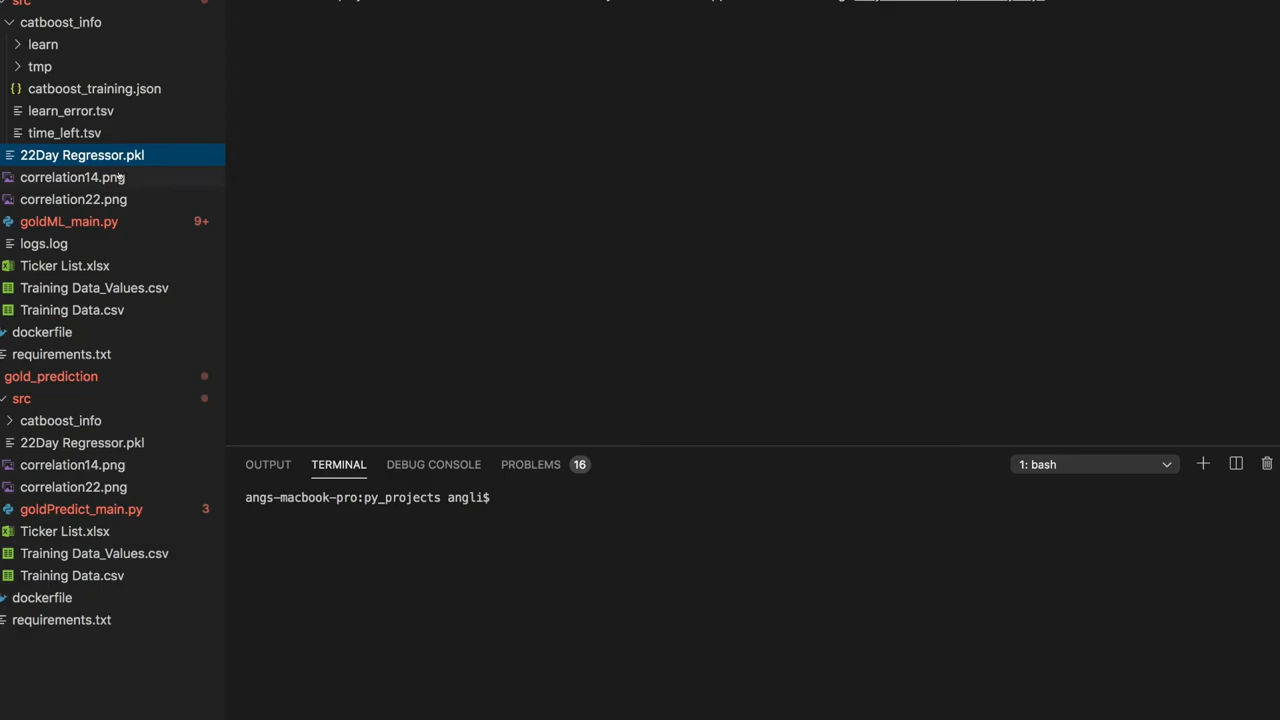 src
catboost_info
learn
tmp
{} catboost_training.json
learn_error.tsv
time_left.tsv
22Day Regressor.pkl
correlation14.png
correlation22.png
goldML_main.py 9+
logs.log
Ticker List.xlsx
Training Data_Values.csv
Training Data.csv
dockerfile
requirements.txt
gold_prediction
src
catboost_info
22Day Regressor.pkl
correlation14.png
correlation22.png
goldPredict_main.py 3
Ticker List.xlsx
Training Data_Values.csv
Training Data.csv
dockerfile
requirements.txt
OUTPUT TERMINAL DEBUG CONSOLE PROBLEMS 16 1: bash
angs-macbook-pro:py_projects angli$